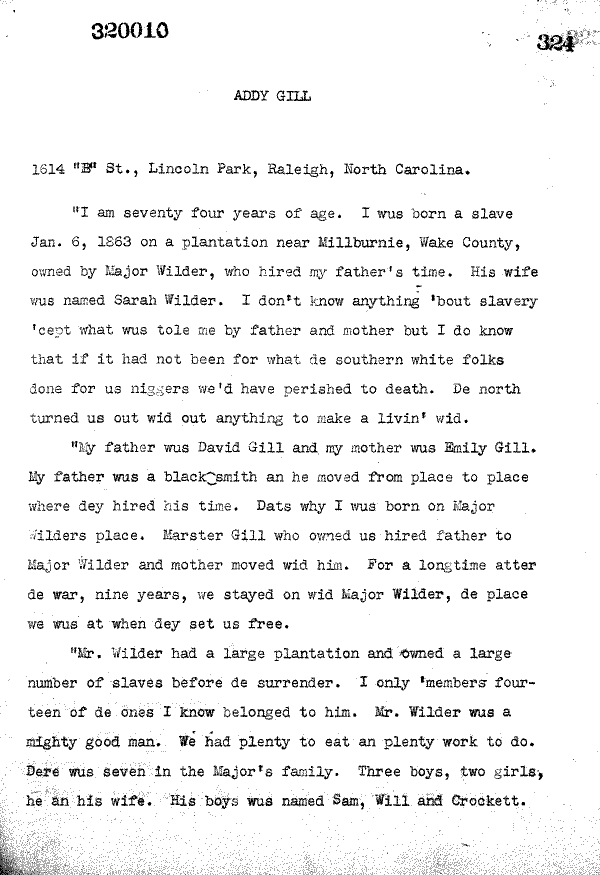 320010
324
ADDY GILL
1614 "B" St., Lincoln Park, Raleigh, North Carolina.
"I am seventy four years of age. I wus born a slave
Jan. 6, 1863 on a plantation near Millburnie, Wake County,
owned by Major Wilder, who hired my father's time. His wife
wus named Sarah Wilder. I don't know anything 'bout slavery
'cept what wus tole me by father and mother but I do know
that if it had not been for what de southern white folks
done for us niggers we'd have perished to death. De north
turned us out wid out anything to make a livin' wid.
"My father wus David Gill and my mother wus Emily Gill.
My father wus a blacksmith an he moved from place to place
where dey hired his time. Dats why I wus born on Major
Wilders place. Marster Gill who owned us hired father to
Major Wilder and mother moved wid him. For a longtime atter
de war, nine years, we stayed on wid Major Wilder, de place
we wus at when dey set us free.
"Mr. Wilder had a large plantation and owned a large
number of slaves before de surrender. I only 'members four-
teen of de ones I know belonged to him. Mr. Wilder wus a
mighty good man. We had plenty to eat an plenty work to do.
Dere wus seven in the Major's family. Three boys, two girls,
he an his wife. His boys wus named Sam, Will and Crockett.